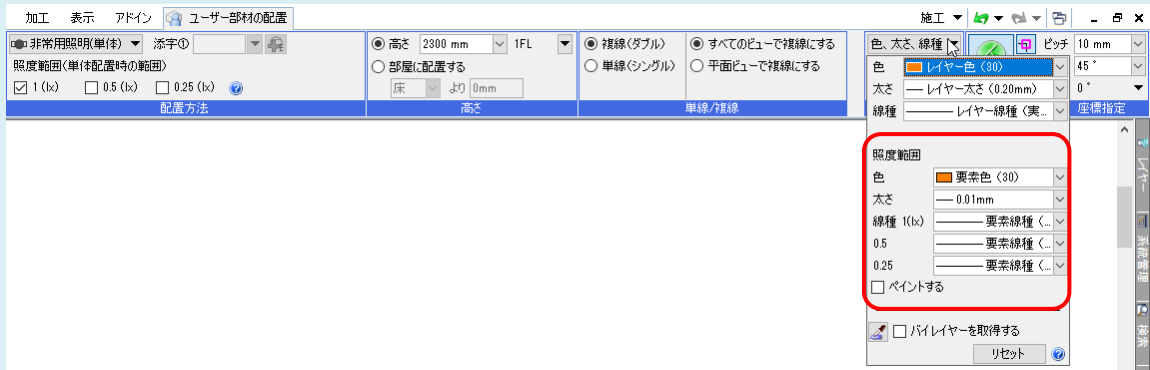 加工 表示 アドイン ユーザー部材の配置 施工
非常用照明(単体) 添字①
照度範囲(単体配置時の範囲)
1 (lx) 0.5 (lx) 0.25 (lx)
配置方法
高さ 2300 mm 1FL
部屋に配置する
床 より 0mm
高さ
複線(ダブル) すべてのビューで複線にする
単線(シングル) 平面ビューで複線にする
単線/複線
色、太さ、線種 ピッチ 10 mm
45 °
0 °
座標指定
色 レイヤー色 (30)
太さ レイヤー太さ (0.20mm)
線種 レイヤー線種 (実...
照度範囲
色 要素色 (30)
太さ 0.01mm
線種 1(lx) 要素線種 (...
0.5 要素線種 (...
0.25 要素線種 (...
ペイントする
バイレイヤーを取得する
リセット
レイヤー
系統管理
検索